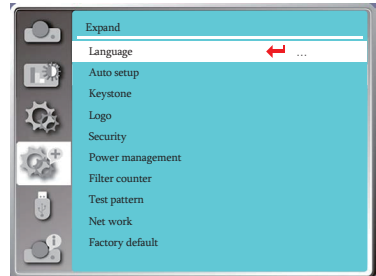 Expand
Language ...
Auto setup
Keystone
Logo
Security
Power management
Filter counter
Test pattern
Net work
Factory default